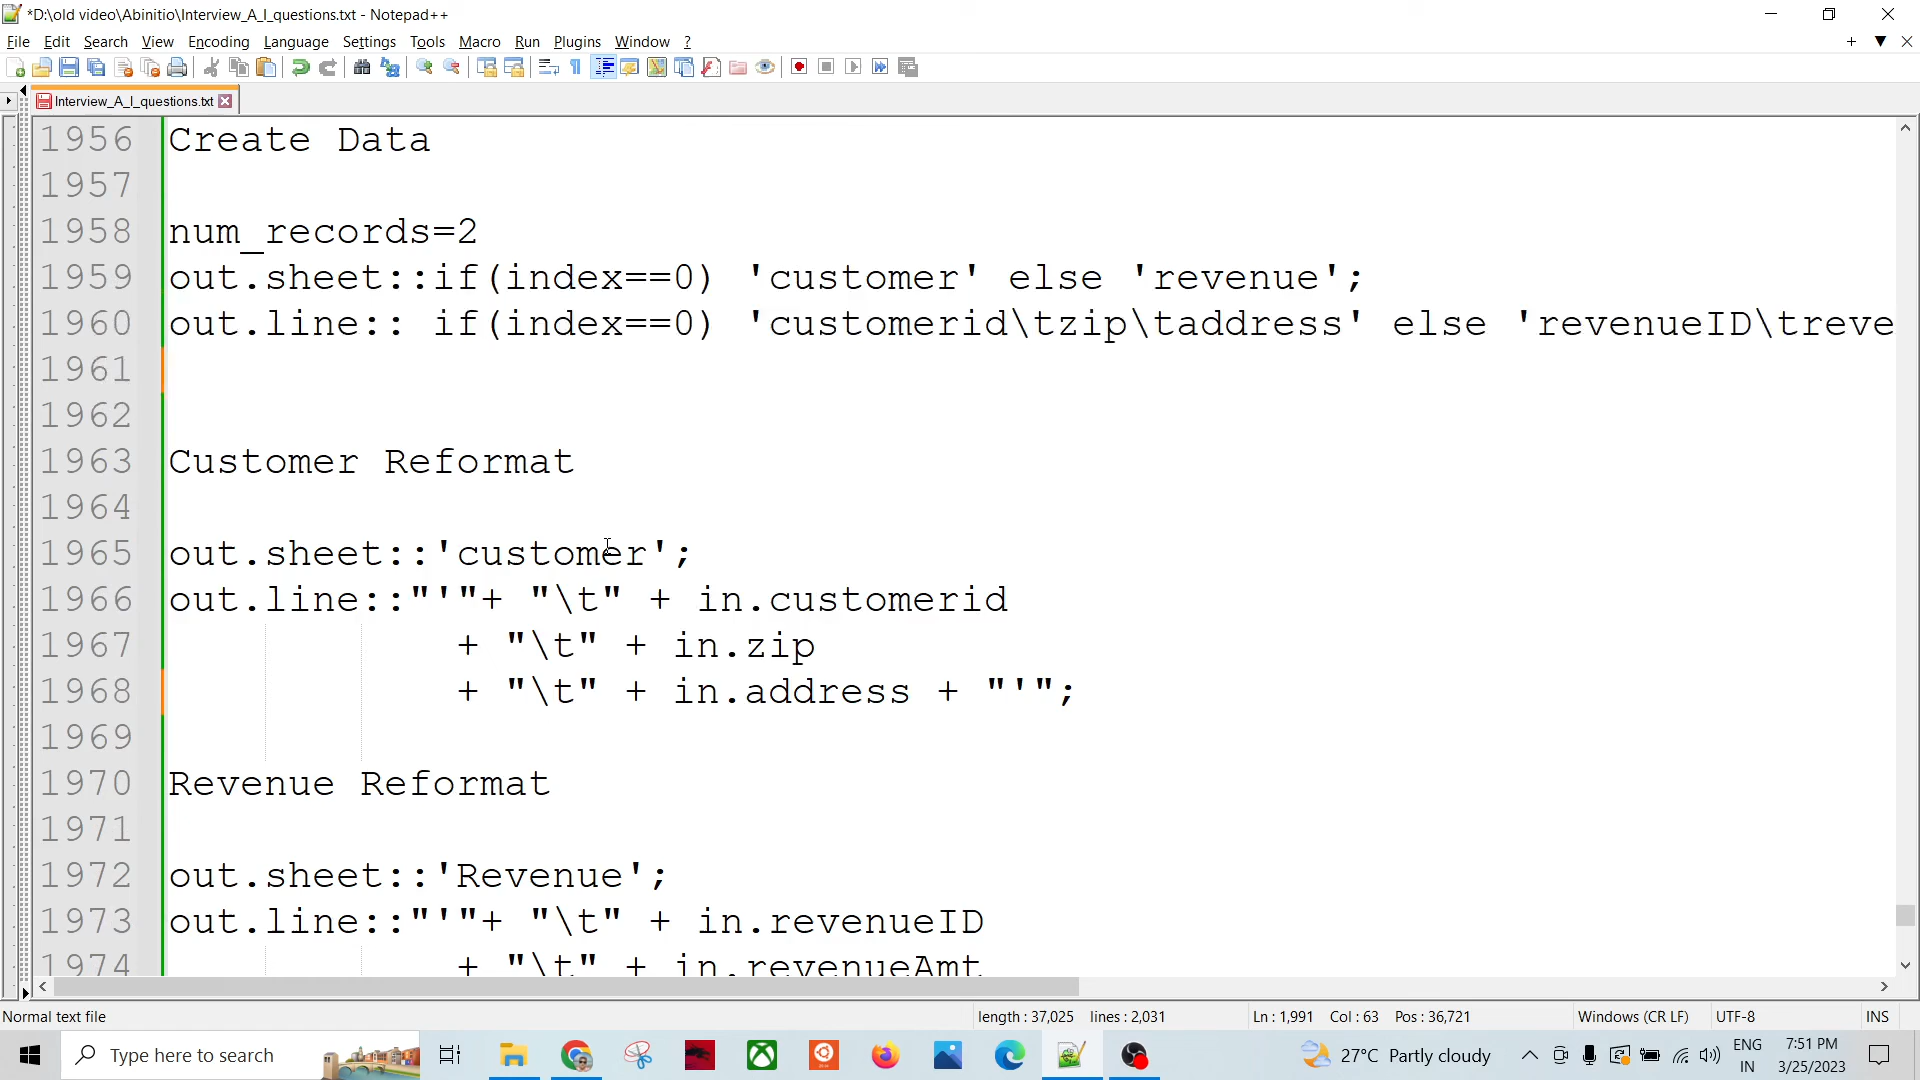 *D:\old video\Abinitio\Interview_A_I_questions.txt - Notepad++
File Edit Search View Encoding Language Settings Tools Macro Run Plugins Window ?
Interview_A_I_questions.txt
1956 Create Data
1957
1958 num_records=2
1959 out.sheet::if(index==0) 'customer' else 'revenue';
1960 out.line:: if(index==0) 'customerid\tzip\taddress' else 'revenueID\treve
1961
1962
1963 Customer Reformat
1964
1965 out.sheet::'customer';
1966 out.line::"'"+ "\t" + in.customerid
1967 + "\t" + in.zip
1968 + "\t" + in.address + "'";
1969
1970 Revenue Reformat
1971
1972 out.sheet::'Revenue';
1973 out.line::"'"+ "\t" + in.revenueID
1974 + "\t" + in.revenueAmt
Normal text file length : 37,025 lines : 2,031 Ln : 1,991 Col : 63 Pos : 36,721 Windows (CR LF) UTF-8 INS
Type here to search 27°C Partly cloudy ENG IN 7:51 PM 3/25/2023